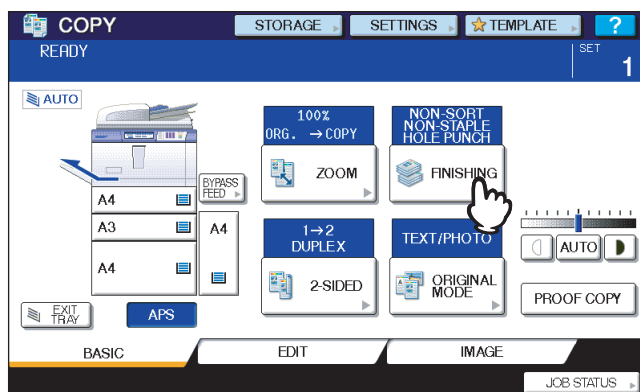 COPY
STORAGE
SETTINGS
TEMPLATE
?
READY
SET
1
AUTO
100%
ORG. →COPY
ZOOM
NON-SORT
NON-STAPLE
HOLE PUNCH
FINISHING
A4
A3
A4
BYPASS
FEED
A4
1→2
DUPLEX
2-SIDED
TEXT/PHOTO
ORIGINAL
MODE
AUTO
PROOF COPY
EXIT
TRAY
APS
BASIC
EDIT
IMAGE
JOB STATUS